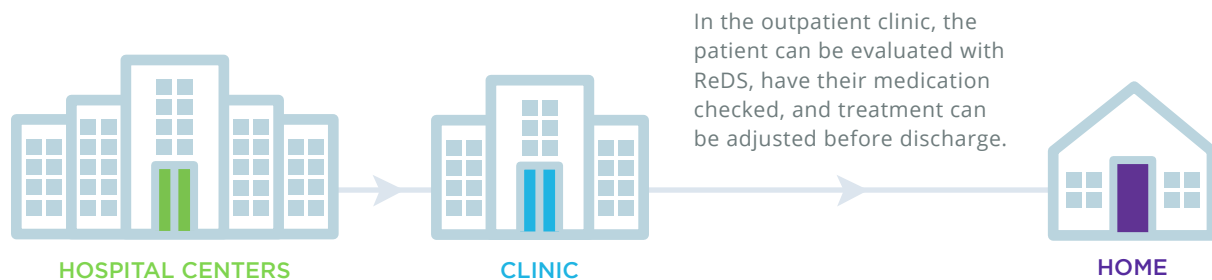 In the outpatient clinic, the
patient can be evaluated with
ReDS, have their medication
checked, and treatment can
be adjusted before discharge.
HOSPITAL CENTERS
CLINIC
HOME